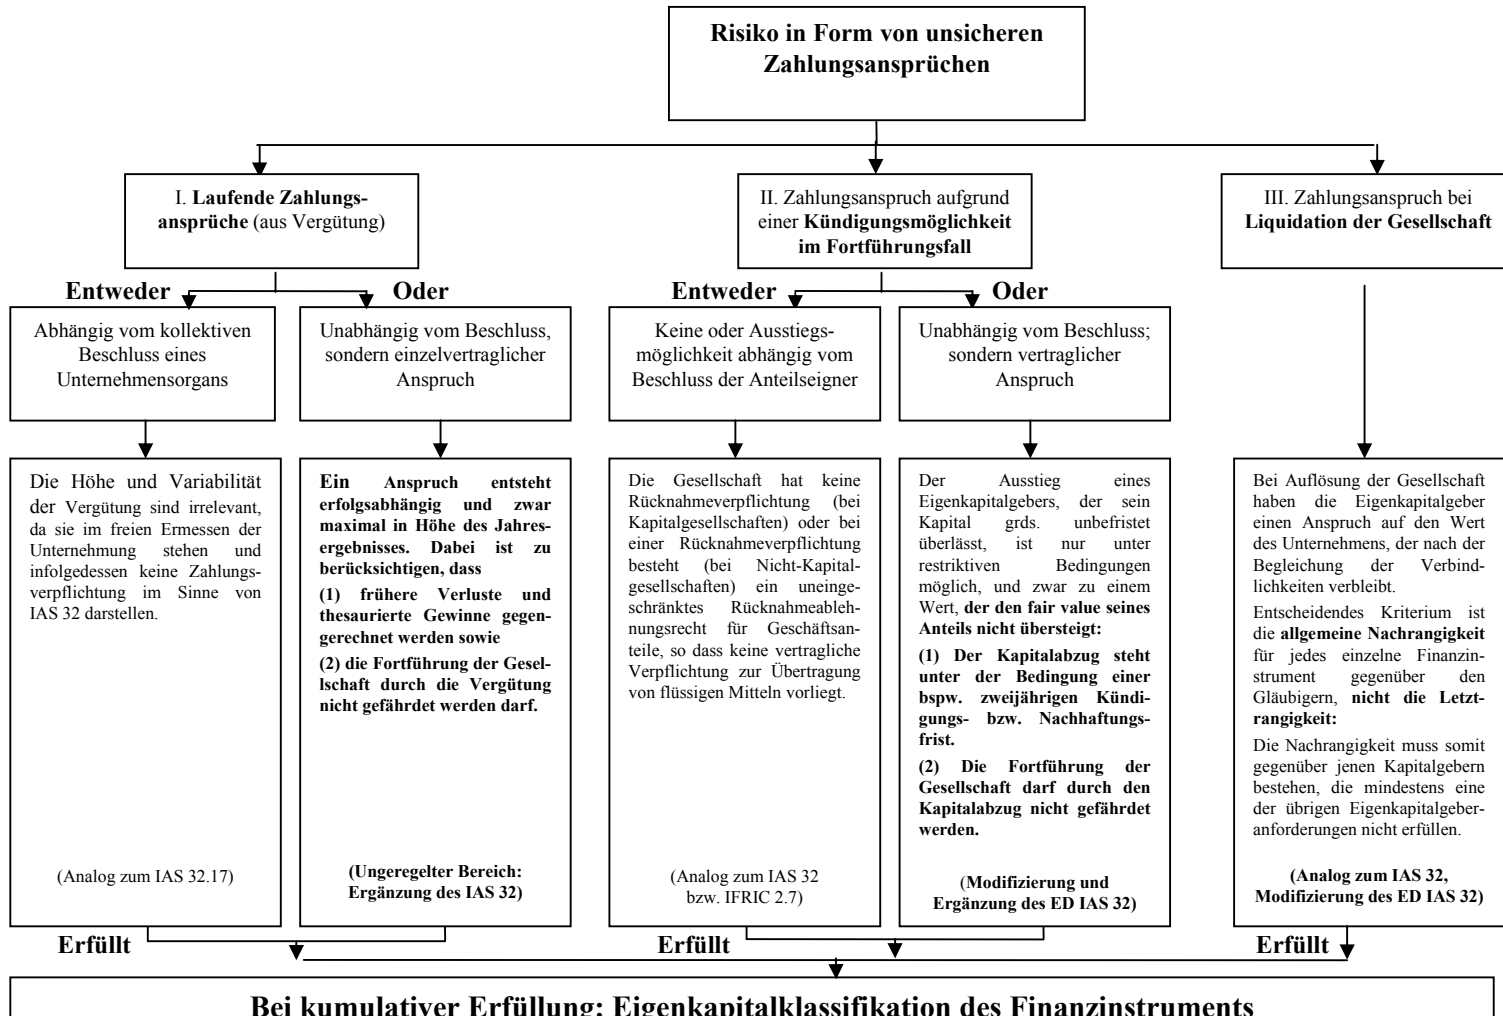 Risiko in Form von unsicheren
Zahlungsansprüchen
I. Laufende Zahlungs-
ansprüche (aus Vergütung)
II. Zahlungsanspruch aufgrund
einer Kündigungsmöglichkeit
im Fortführungsfall
III. Zahlungsanspruch bei
Liquidation der Gesellschaft
Entweder
Oder
Entweder
Oder
Abhängig vom kollektiven
Beschluss eines
Unternehmensorgans
Unabhängig vom Beschluss,
sondern einzelvertraglicher
Anspruch
Keine oder Ausstiegs-
möglichkeit abhängig vom
Beschluss der Anteilseigner
Unabhängig vom Beschluss;
sondern vertraglicher
Anspruch
Die Höhe und Variabilität
der Vergütung sind irrelevant,
da sie im freien Ermessen der
Unternehmung stehen und
infolgedessen keine Zahlungs-
verpflichtung im Sinne von
IAS 32 darstellen.
(Analog zum IAS 32.17)
Ein Anspruch entsteht
erfolgsabhängig und zwar
maximal in Höhe des Jahres-
ergebnisses. Dabei ist zu
berücksichtigen, dass
(1) frühere Verluste und
thesaurierte Gewinne gegen-
gerechnet werden sowie
(2) die Fortführung der Gesel-
lschaft durch die Vergütung
nicht gefährdet werden darf.
(Ungeregelter Bereich:
Ergänzung des IAS 32)
Die Gesellschaft hat keine
Rücknahmeverpflichtung (bei
Kapitalgesellschaften) oder bei
einer Rücknahmeverpflichtung
besteht (bei Nicht-Kapital-
gesellschaften) ein uneinge-
schränktes Rücknahmeableh-
nungsrecht für Geschäftsan-
teile, so dass keine vertragliche
Verpflichtung zur Übertragung
von flüssigen Mitteln vorliegt.
(Analog zum IAS 32
bzw. IFRIC 2.7)
Der Ausstieg eines
Eigenkapitalgebers, der sein
Kapital grds. unbefristet
überlässt, ist nur unter
restriktiven Bedingungen
möglich, und zwar zu einem
Wert, der den fair value seines
Anteils nicht übersteigt:
(1) Der Kapitalabzug steht
unter der Bedingung einer
bspw. zweijährigen Kündi-
gungs- bzw. Nachhaftungs-
frist.
(2) Die Fortführung der
Gesellschaft darf durch den
Kapitalabzug nicht gefährdet
werden.
(Modifizierung und
Ergänzung des ED IAS 32)
Bei Auflösung der Gesellschaft
haben die Eigenkapitalgeber
einen Anspruch auf den Wert
des Unternehmens, der nach der
Begleichung der Verbind-
lichkeiten verbleibt.
Entscheidendes Kriterium ist
die allgemeine Nachrangigkeit
für jedes einzelne Finanzin-
strument gegenüber den
Gläubigern, nicht die Letzt-
rangigkeit:
Die Nachrangigkeit muss somit
gegenüber jenen Kapitalgebern
bestehen, die mindestens eine
der übrigen Eigenkapitalgeber-
anforderungen nicht erfüllen.
(Analog zum IAS 32,
Modifizierung des ED IAS 32)
Erfüllt
Erfüllt
Erfüllt
Bei kumulativer Erfüllung: Eigenkapitalklassifikation des Finanzinstruments